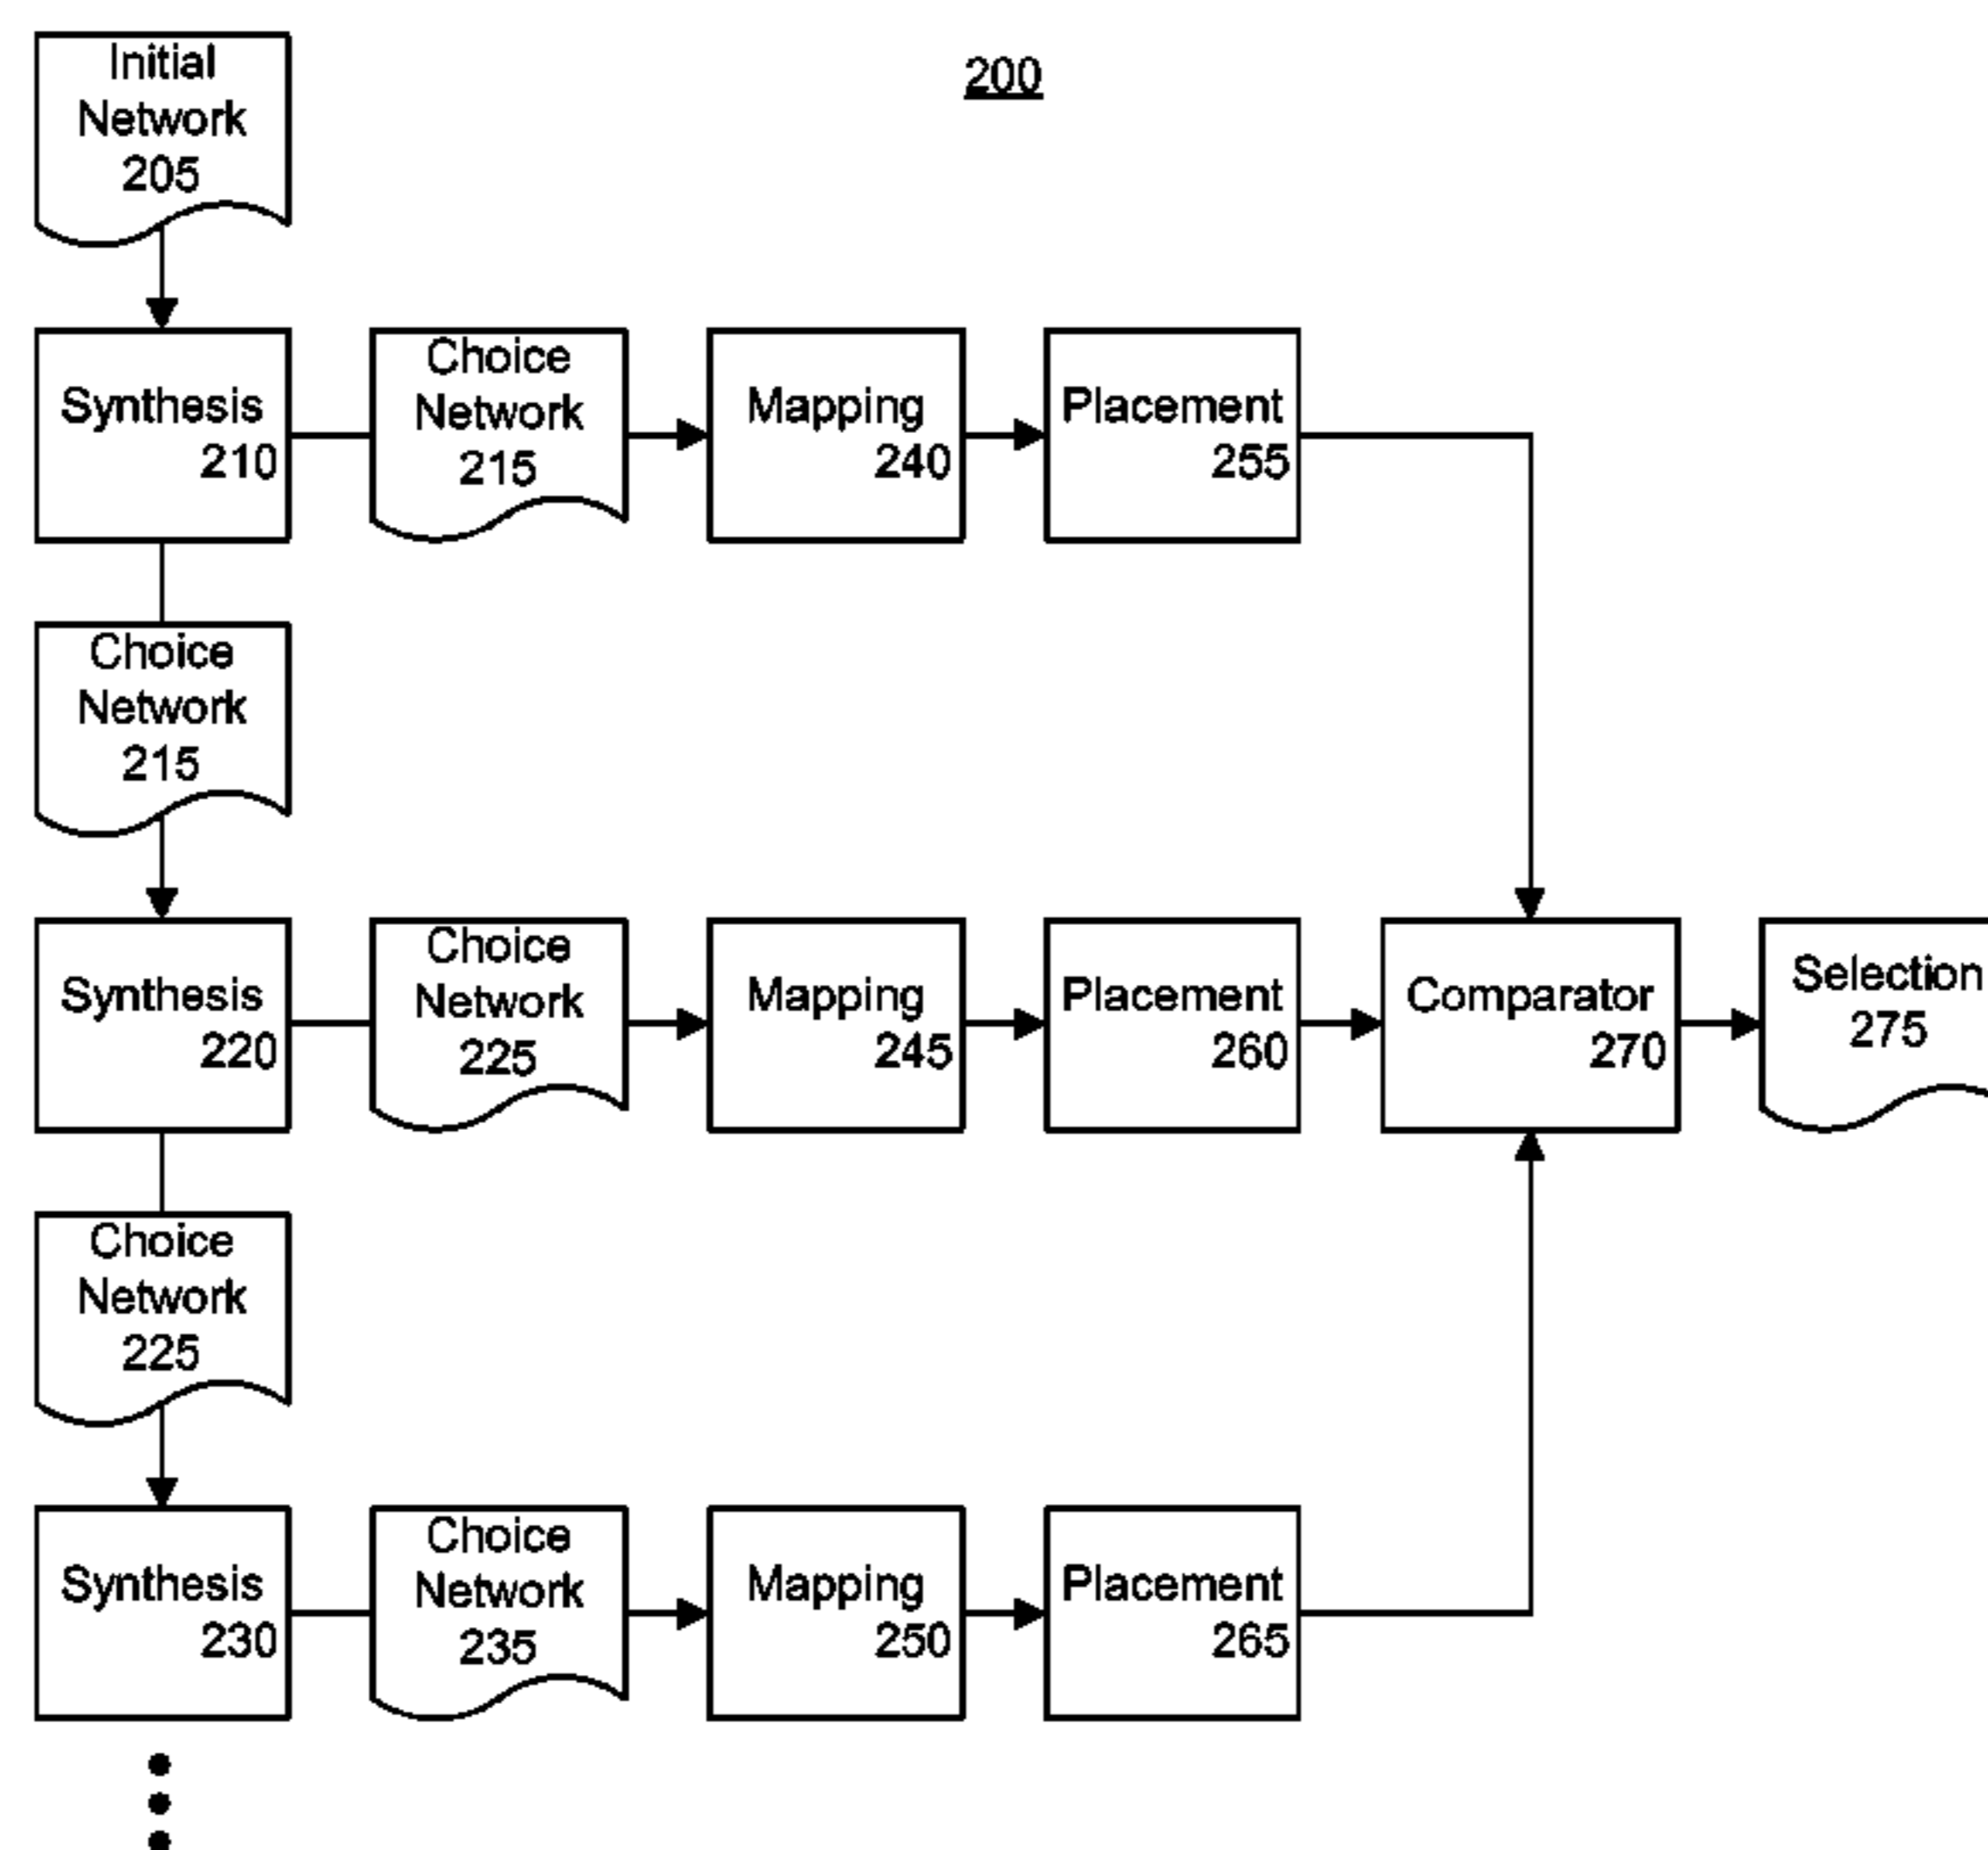 Initial
Network
205
200
Synthesis
210
Choice
Network
215
Mapping
240
Placement
255
Choice
Network
215
Synthesis
220
Choice
Network
225
Mapping
245
Placement
260
Comparator
270
Selection
275
Choice
Network
225
Synthesis
230
Choice
Network
235
Mapping
250
Placement
265